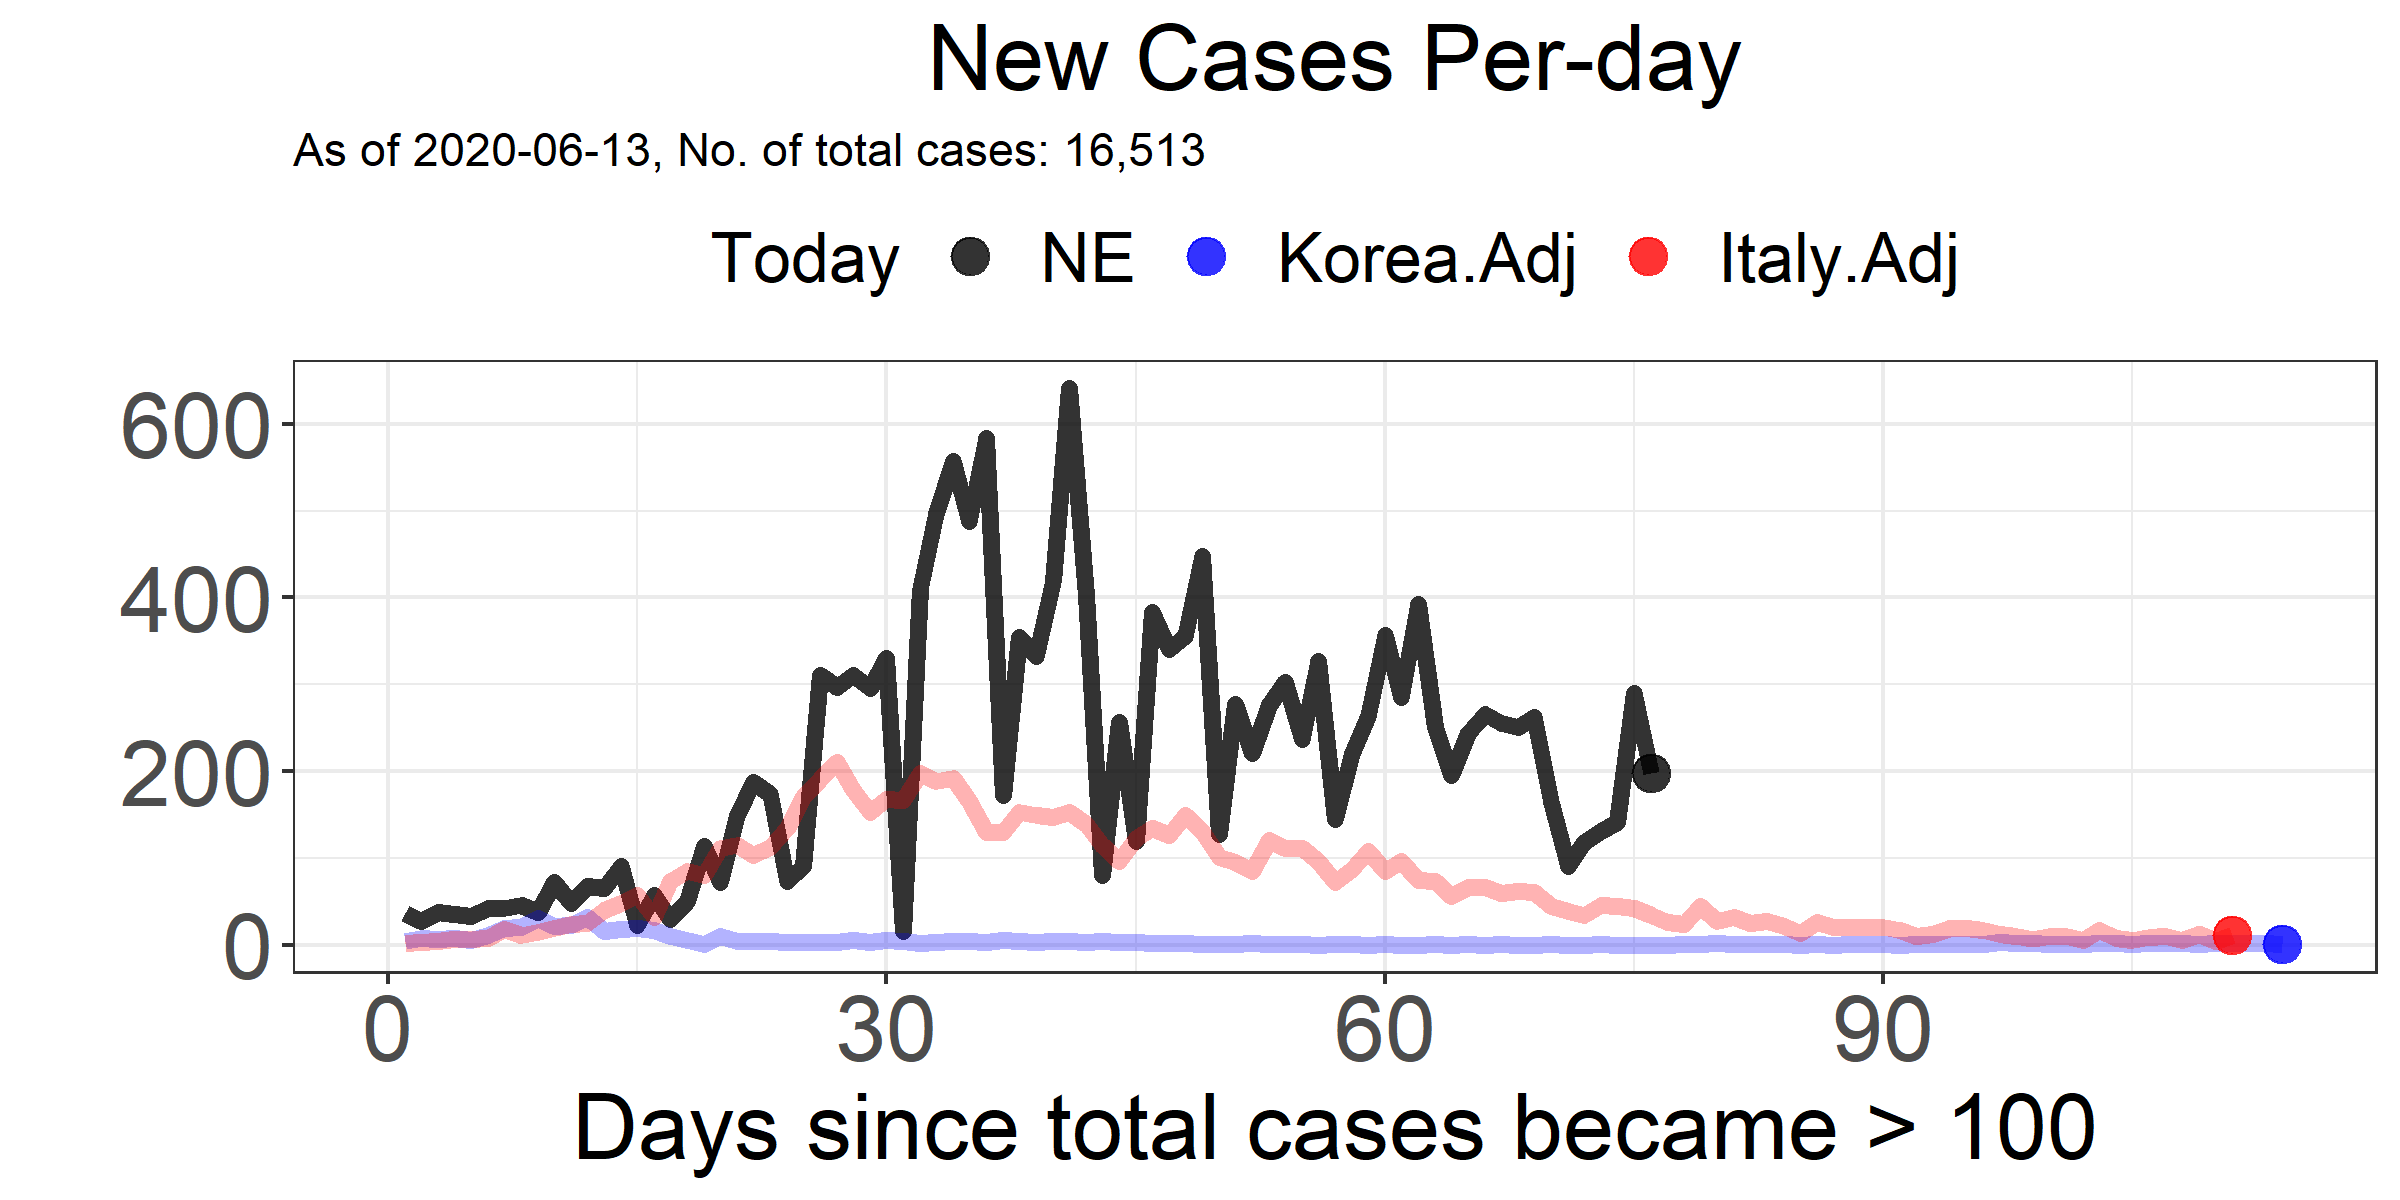 New Cases Per-day
As of 2020-06-13, No. of total cases: 16,513
Today NE Korea.Adj Italy.Adj
600
400
200
0
0 30 60 90
Days since total cases became > 100